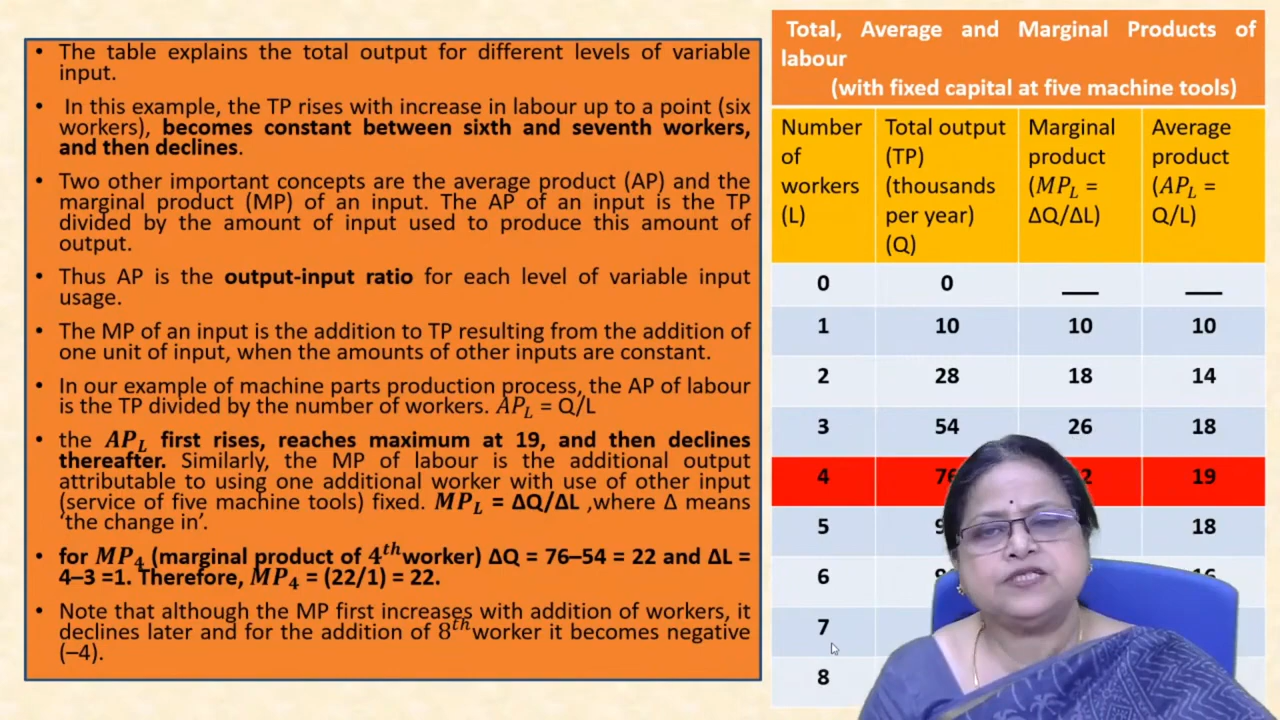 • The table explains the total output for different levels of variable
input.
• In this example, the TP rises with increase in labour up to a point (six
workers), becomes constant between sixth and seventh workers,
and then declines.
• Two other important concepts are the average product (AP) and the
marginal product (MP) of an input. The AP of an input is the TP
divided by the amount of input used to produce this amount of
output.
• Thus AP is the output-input ratio for each level of variable input
usage.
• The MP of an input is the addition to TP resulting from the addition of
one unit of input, when the amounts of other inputs are constant.
• In our example of machine parts production process, the AP of labour
is the TP divided by the number of workers. AP_L = Q/L
• the AP_L first rises, reaches maximum at 19, and then declines
thereafter. Similarly, the MP of labour is the additional output
attributable to using one additional worker with use of other input
(service of five machine tools) fixed. MP_L = ΔQ/ΔL ,where Δ means
‘the change in’.
• for MP₄ (marginal product of 4ᵗʰworker) ΔQ = 76–54 = 22 and ΔL =
4–3 =1. Therefore, MP₄ = (22/1) = 22.
• Note that although the MP first increases with addition of workers, it
declines later and for the addition of 8ᵗʰworker it becomes negative
(–4).
Total, Average and Marginal Products of
labour
(with fixed capital at five machine tools)
Number of workers (L) Total output (TP) (thousands per year) (Q) Marginal product (MP_L = ΔQ/ΔL) Average product (AP_L = Q/L)
0 0 ___ ___
1 10 10 10
2 28 18 14
3 54 26 18
4 19
5 18
6
7
8